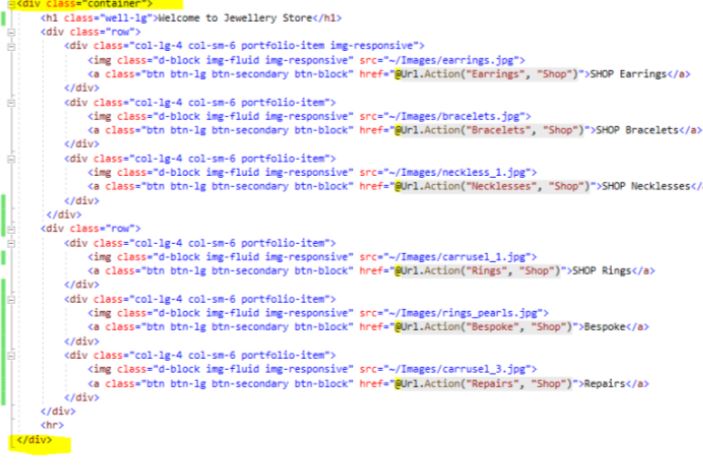 <div class="container">
<h1 class="well-lg">Welcome to Jewellery Store</h1>
<div class="row">
<div class="col-lg-4 col-sm-6 portfolio-item img-responsive">
<img class="d-block img-fluid img-responsive" src="~/Images/earrings.jpg">
<a class="btn btn-lg btn-secondary btn-block" href="@Url.Action("Earrings", "Shop")">SHOP Earrings</a>
</div>
<div class="col-lg-4 col-sm-6 portfolio-item">
<img class="d-block img-fluid img-responsive" src="~/Images/bracelets.jpg">
<a class="btn btn-lg btn-secondary btn-block" href="@Url.Action("Bracelets", "Shop")">SHOP Bracelets</a>
</div>
<div class="col-lg-4 col-sm-6 portfolio-item">
<img class="d-block img-fluid img-responsive" src="~/Images/neckless_1.jpg">
<a class="btn btn-lg btn-secondary btn-block" href="@Url.Action("Necklesses", "Shop")">SHOP Necklesses</
</div>
</div>
<div class="row">
<div class="col-lg-4 col-sm-6 portfolio-item">
<img class="d-block img-fluid img-responsive" src="~/Images/carrusel_1.jpg">
<a class="btn btn-lg btn-secondary btn-block" href="@Url.Action("Rings", "Shop")">SHOP Rings</a>
</div>
<div class="col-lg-4 col-sm-6 portfolio-item">
<img class="d-block img-fluid img-responsive" src="~/Images/rings_pearls.jpg">
<a class="btn btn-lg btn-secondary btn-block" href="@Url.Action("Bespoke", "Shop")">Bespoke</a>
</div>
<div class="col-lg-4 col-sm-6 portfolio-item">
<img class="d-block img-fluid img-responsive" src="~/Images/carrusel_3.jpg">
<a class="btn btn-lg btn-secondary btn-block" href="@Url.Action("Repairs", "Shop")">Repairs</a>
</div>
</div>
<hr>
</div>